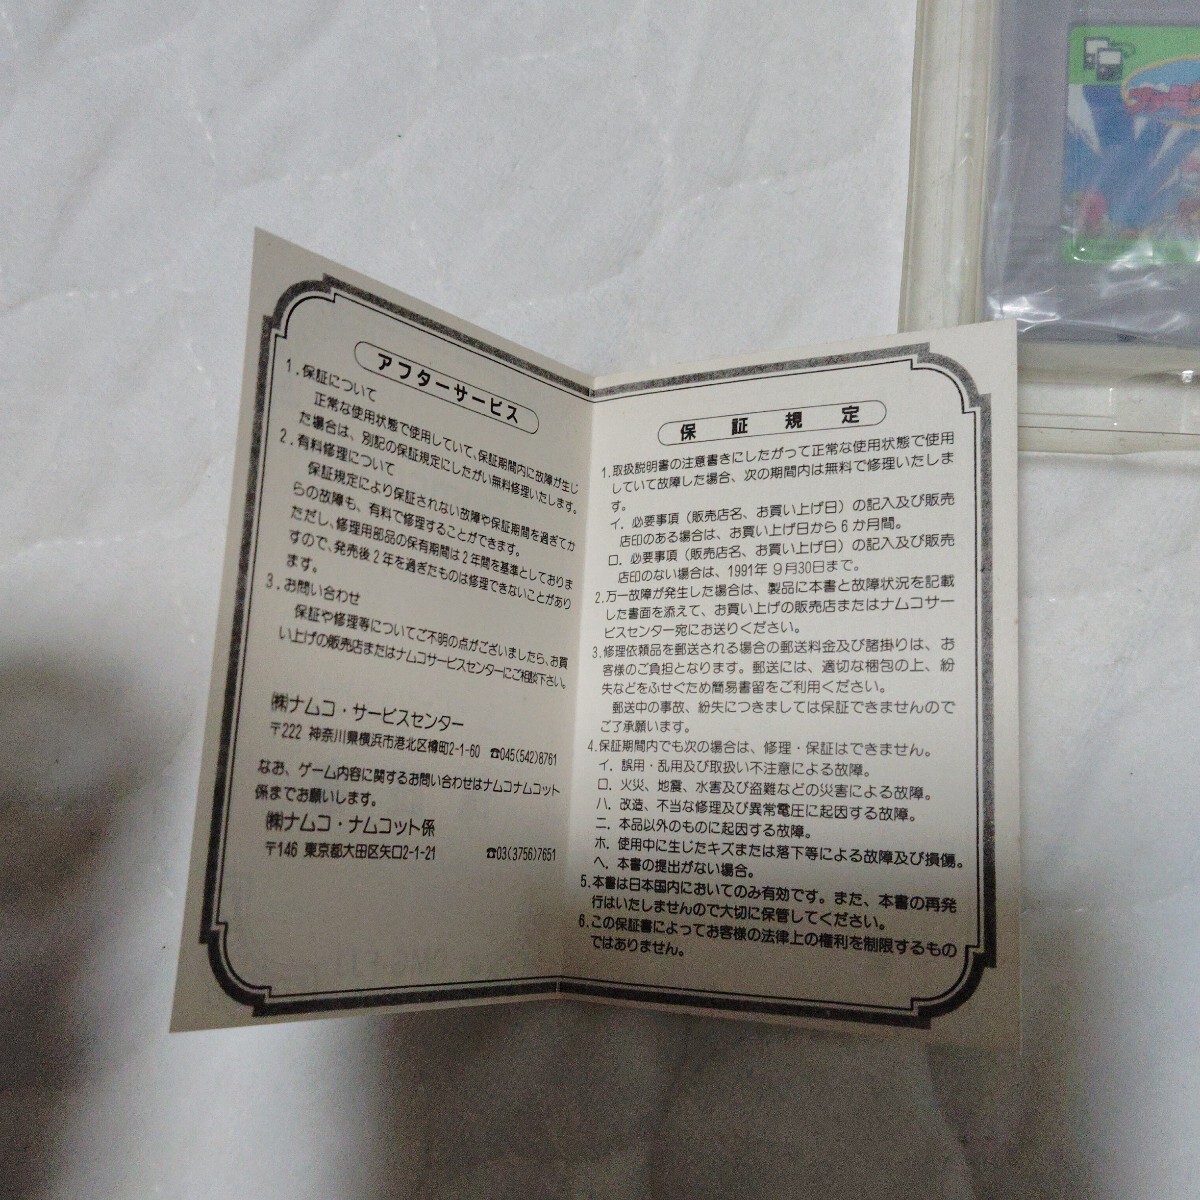 アフターサービス
1.保証について
正常な使用状態で使用していて、保証期間内に故障が生じ
た場合は、別記の保証規定にしたがい無料修理いたします。
2.有料修理について
保証規定により保証されない故障や保証期間を過ぎてか
らの故障も、有料で修理することができます。
ただし、修理用部品の保有期間は2年間を基準としておりま
すので、発売後2年を過ぎたものは修理できないことがあり
ます。
3.お問い合わせ
保証や修理等についてご不明の点がございましたら、お買
い上げの販売店またはナムコサービスセンターにご相談下さい。
㈱ナムコ・サービスセンター
〒222 神奈川県横浜市港北区樽町2-1-60 ☎045(542)8761
なお、ゲーム内容に関するお問い合わせはナムコナムコット
係までお願いします。
㈱ナムコ・ナムコット係
〒146 東京都大田区矢口2-1-21 ☎03(3756)7651
保証規定
1.取扱説明書の注意書きにしたがって正常な使用状態で使用
していて故障した場合、次の期間内は無料で修理いたしま
す。
イ.必要事項(販売店名、お買い上げ日)の記入及び販売
店印のある場合は、お買い上げ日から6か月間。
ロ.必要事項(販売店名、お買い上げ日)の記入及び販売
店印のない場合は、1991年9月30日まで。
2.万一故障が発生した場合は、製品に本書と故障状況を記載
した書面を添えて、お買い上げの販売店またはナムコサー
ビスセンター宛にお送りください。
3.修理依頼品を郵送される場合の郵送料金及び諸掛りは、お
客様のご負担となります。郵送には、適切な梱包の上、紛
失などをふせぐため簡易書留をご利用ください。
郵送中の事故、紛失につきましては保証できませんので
ご了承願います。
4.保証期間内でも次の場合は、修理・保証はできません。
イ.誤用・乱用及び取扱い不注意による故障。
ロ.火災、地震、水害及び盗難などの災害による故障。
ハ.改造、不当な修理及び異常電圧に起因する故障。
ニ.本品以外のものに起因する故障。
ホ.使用中に生じたキズまたは落下等による故障及び損傷。
ヘ.本書の提出がない場合。
5.本書は日本国内においてのみ有効です。また、本書の再発
行はいたしませんので大切に保管してください。
6.この保証書によってお客様の法律上の権利を制限するもの
ではありません。